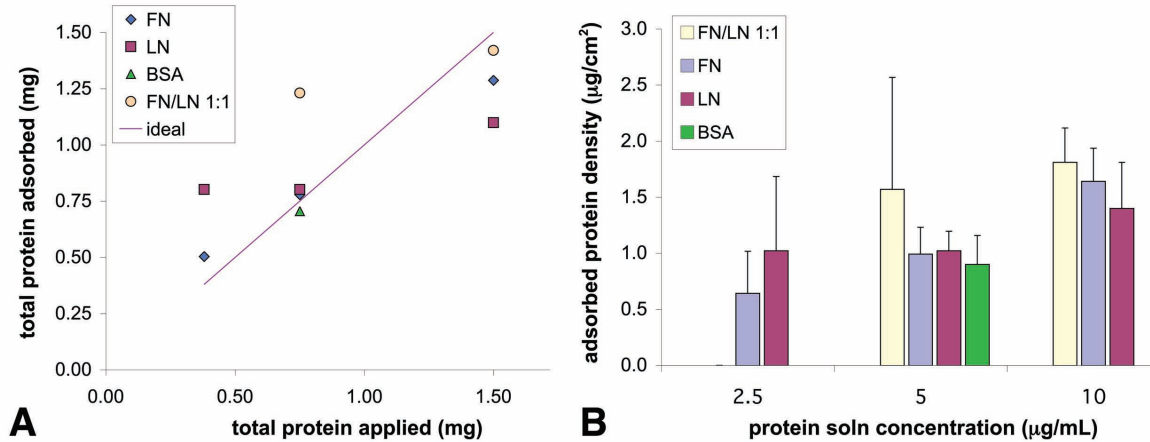 1.50
1.25
1.00
0.75
0.50
0.25
0.00
total protein adsorbed (mg)
FN
LN
BSA
FN/LN 1:1
ideal
0.00
0.50
1.00
1.50
total protein applied (mg)
A
3.0
2.5
2.0
1.5
1.0
0.5
0.0
adsorbed protein density (μg/cm²)
FN/LN 1:1
FN
LN
BSA
2.5
5
10
protein soln concentration (μg/mL)
B